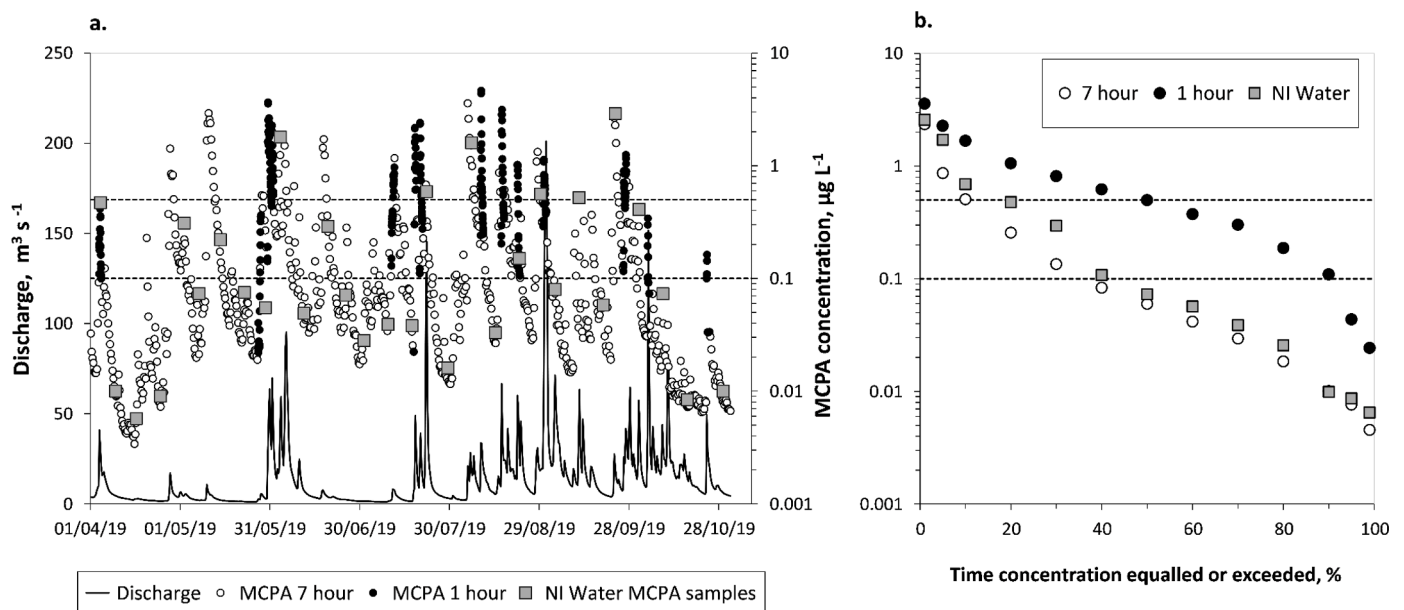 a.
250
200
150
100
50
0
Discharge, m³ s⁻¹
10
1
0.1
0.01
0.001
MCPA concentration, µg L⁻¹
01/04/19 01/05/19 31/05/19 30/06/19 30/07/19 29/08/19 28/09/19 28/10/19
Discharge MCPA 7 hour MCPA 1 hour NI Water MCPA samples
b.
10
1
0.1
0.01
0.001
7 hour 1 hour NI Water
0 20 40 60 80 100
Time concentration equalled or exceeded, %